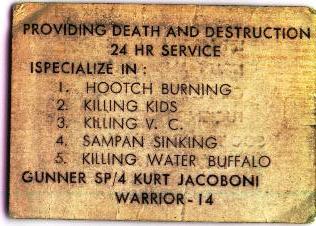 PROVIDING DEATH AND DESTRUCTION
24 HR SERVICE
ISPECIALIZE IN :
1. HOOTCH BURNING
2. KILLING KIDS
3. KILLING V. C.
4. SAMPAN SINKING
5. KILLING WATER BUFFALO
GUNNER SP/4 KURT JACOBONI
WARRIOR-14